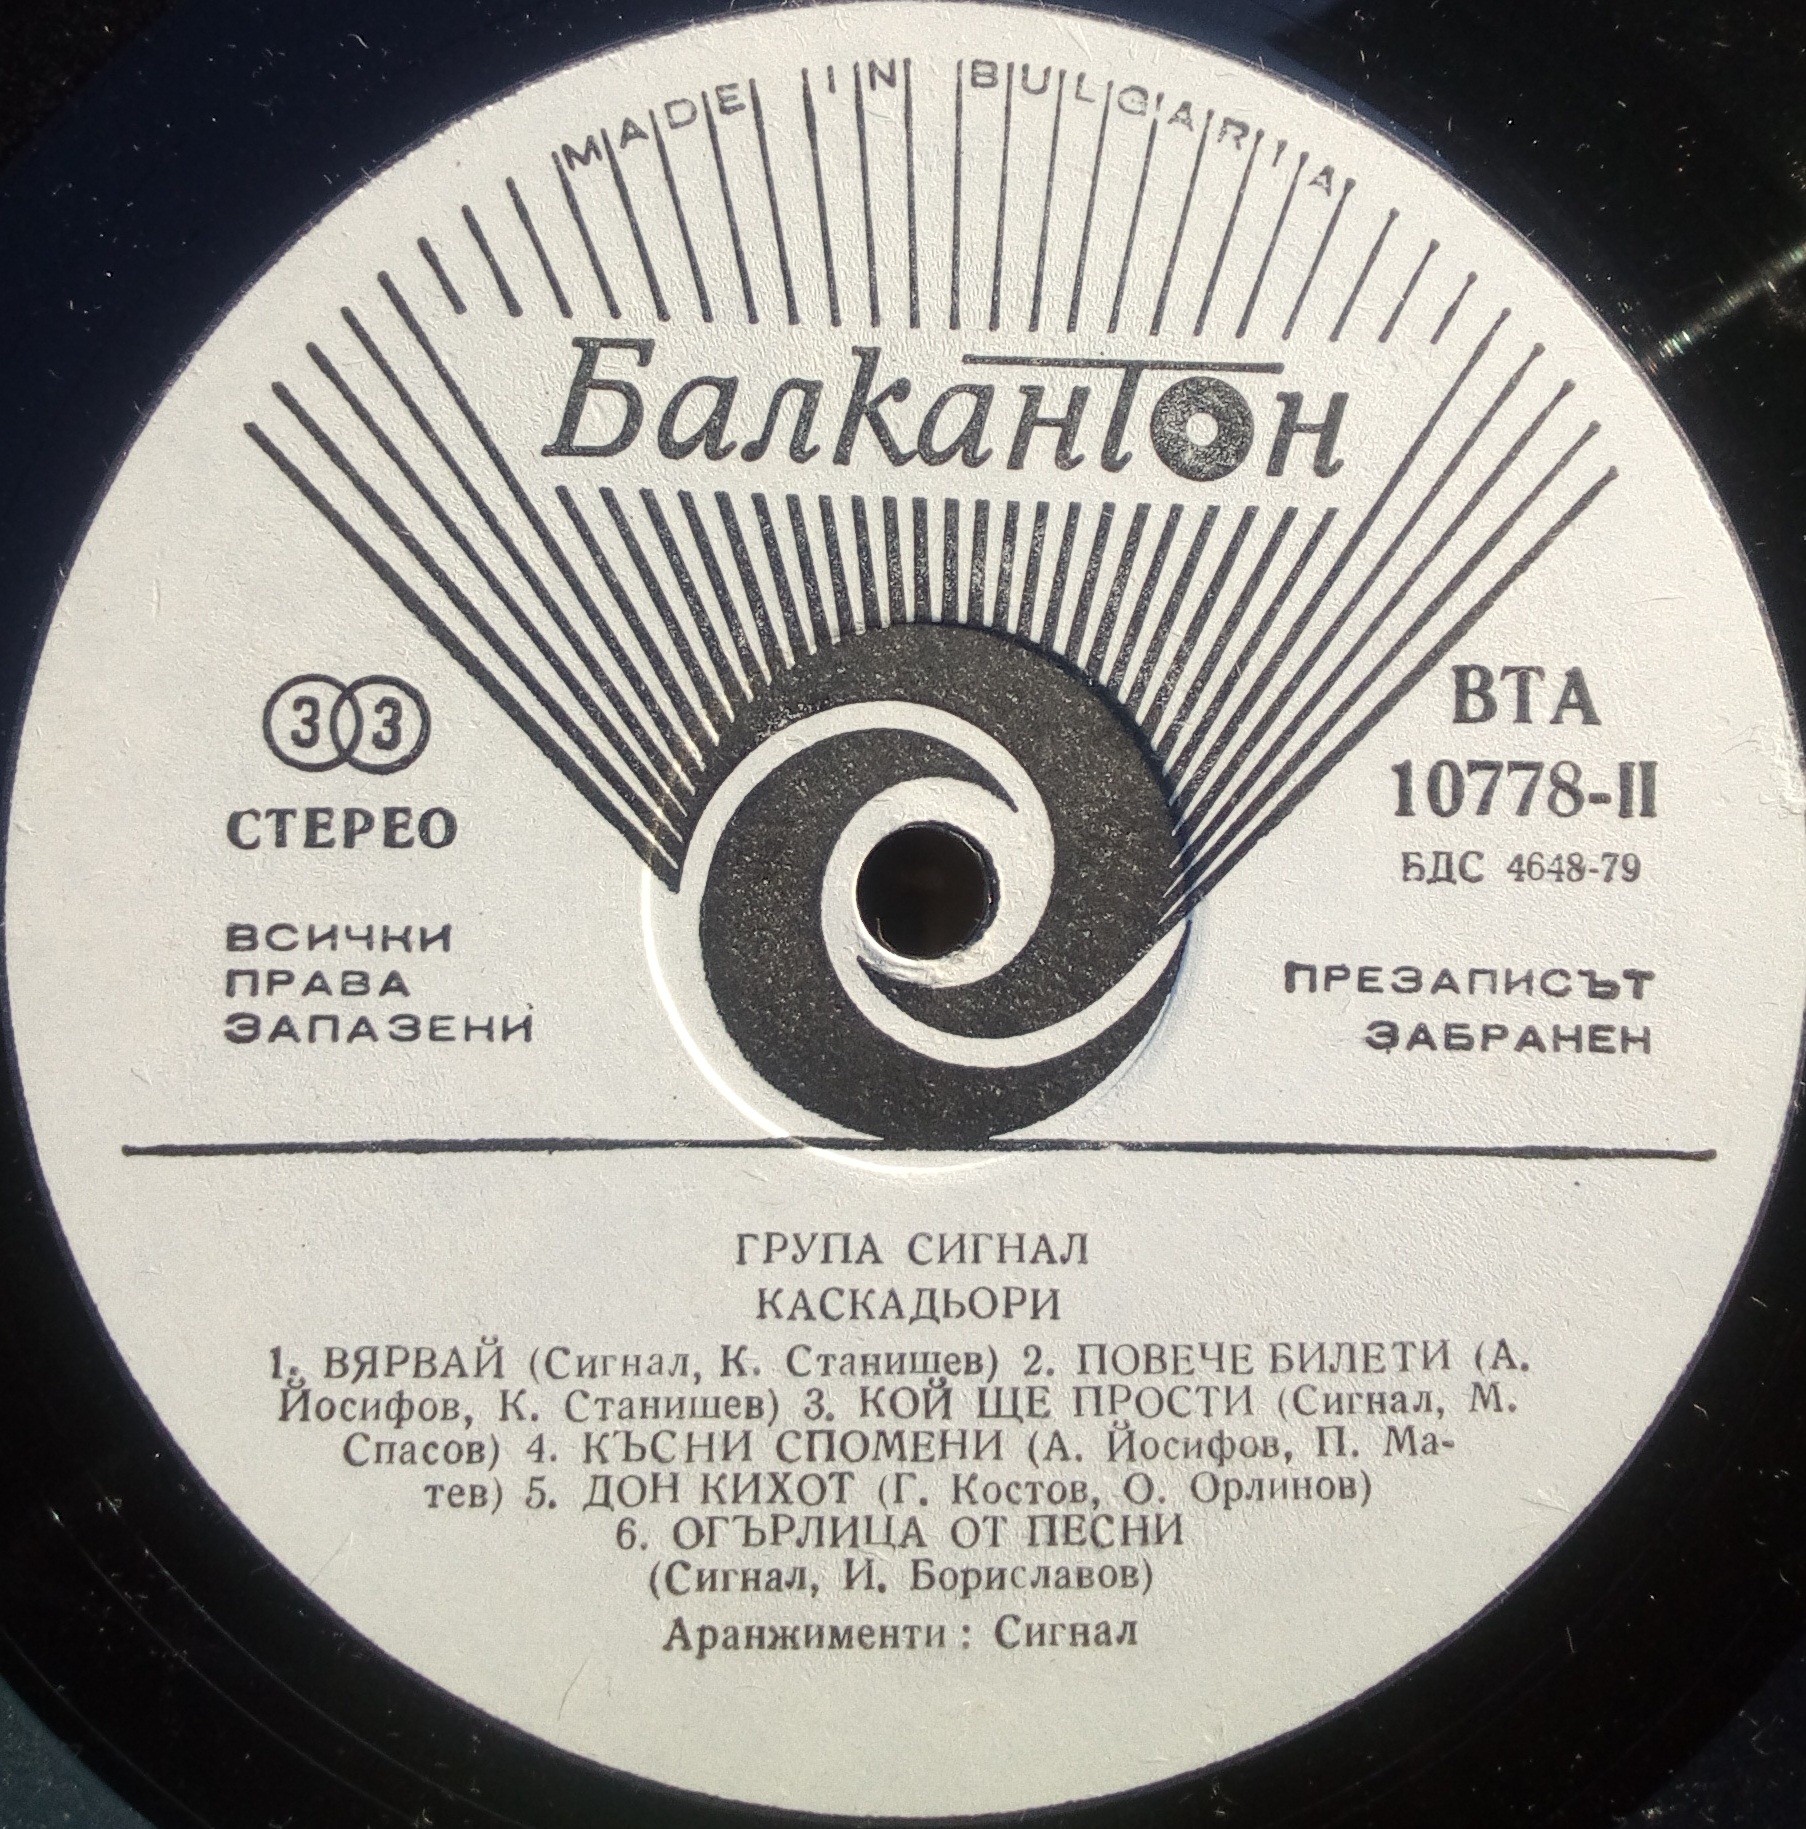 MADE IN BULGARIA
Балкантон
33
СТЕРЕО
ВСИЧКИ
ПРАВА
ЗАПАЗЕНИ
ВТА
10778-II
БДС 4648-79
ПРЕЗАПИСЪТ
ЗАБРАНЕН
ГРУПА СИГНАЛ
КАСКАДЬОРИ
1. ВЯРВАЙ (Сигнал, К. Станишев) 2. ПОВЕЧЕ БИЛЕТИ (А.
Йосифов, К. Станишев) 3. КОЙ ЩЕ ПРОСТИ (Сигнал, М.
Спасов) 4. КЪСНИ СПОМЕНИ (А. Йосифов, П. Ма-
тев) 5. ДОН КИХОТ (Г. Костов, О. Орлинов)
6. ОГЪРЛИЦА ОТ ПЕСНИ
(Сигнал, И. Бориславов)
Аранжименти : Сигнал